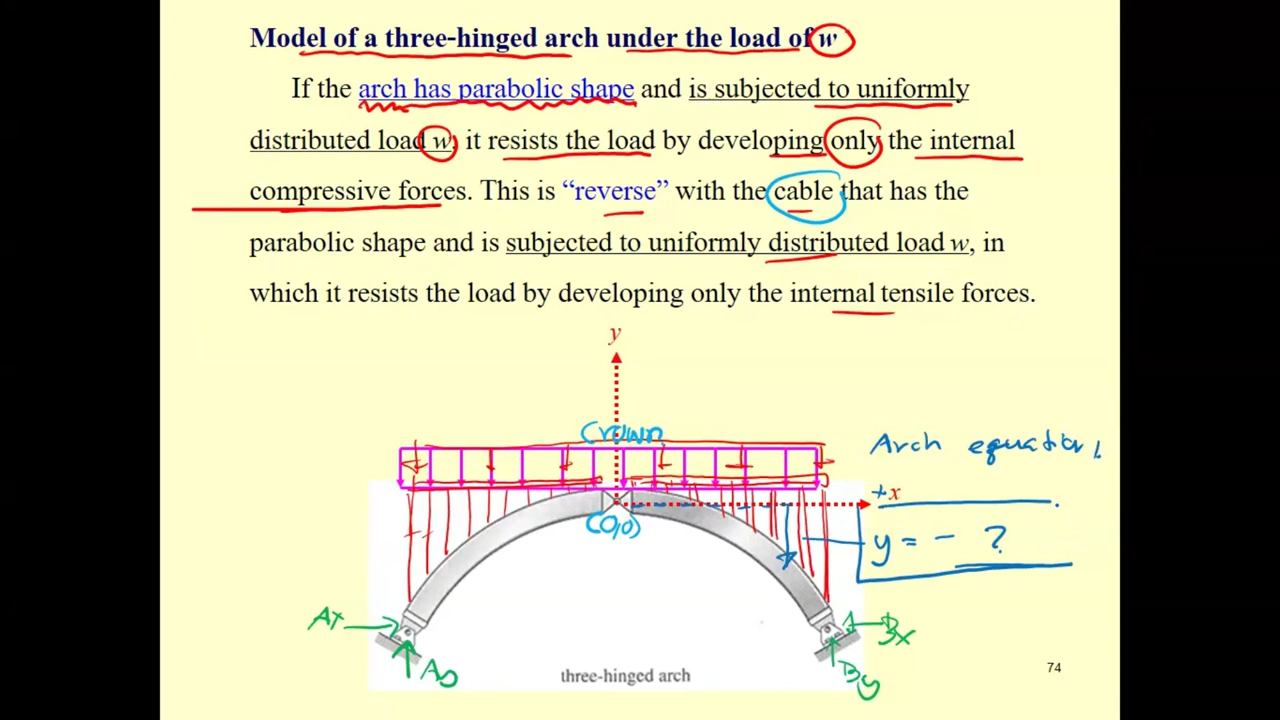 Model of a three-hinged arch under the load of w
If the arch has parabolic shape and is subjected to uniformly
distributed load w, it resists the load by developing only the internal
compressive forces. This is “reverse” with the cable that has the
parabolic shape and is subjected to uniformly distributed load w, in
which it resists the load by developing only the internal tensile forces.
y
Crown
Arch equation
+x
(0,0)
y = - ?
Ax
Bx
Ay
By
three-hinged arch
74